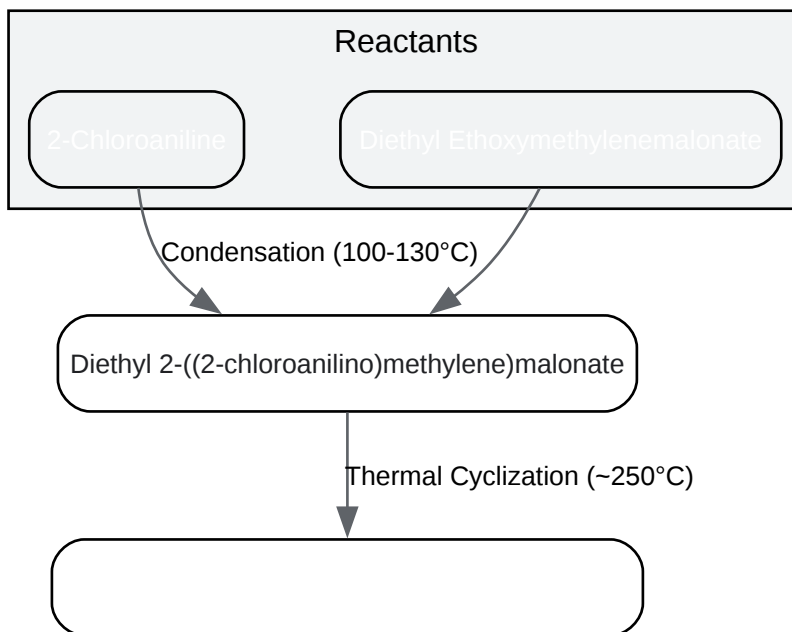 Reactants
2-Chloroaniline
Diethyl Ethoxymethylenemalonate
Condensation (100-130°C)
Diethyl 2-((2-chloroanilino)methylene)malonate
Thermal Cyclization (~250°C)